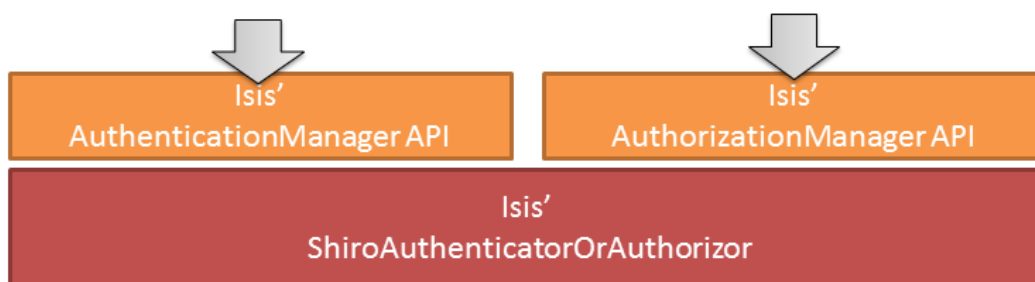 Isis’
AuthenticationManager API
Isis’
AuthorizationManager API
Isis’
ShiroAuthenticatorOrAuthorizor